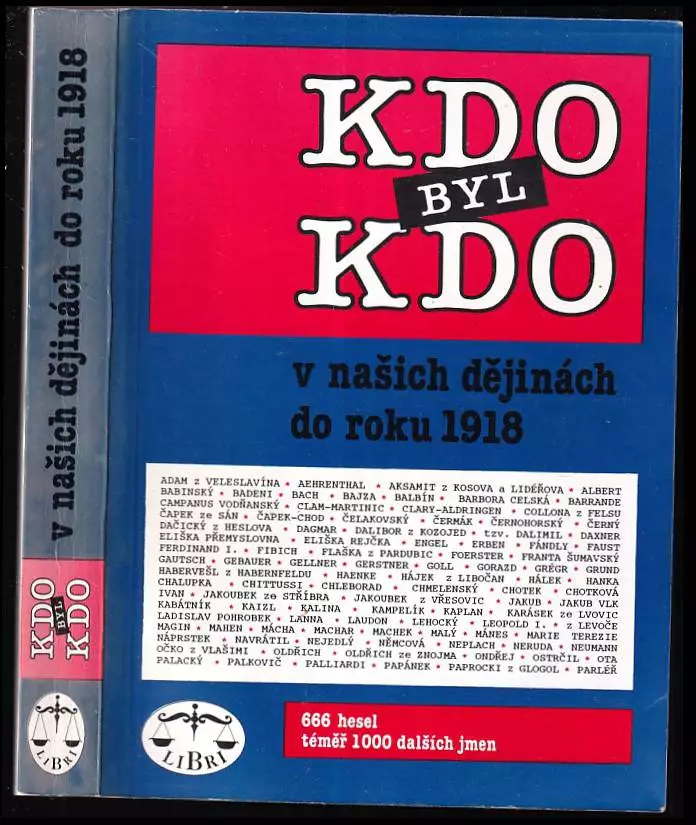 v našich dějinách do roku 1918
KDO
BYL
KDO
LIBRI
KDO
BYL
KDO
v našich dějinách
do roku 1918
ADAM z VELESLAVÍNA * AEHRENTHAL * AKSAMIT z KOSOVA a LIDÉŘOVA * ALBERT
BABINSKÝ * BADENI * BACH * BAJZA * BALBÍN * BARBORA CELSKÁ * BARRANDE
CAMPANUS VODŇANSKÝ * CLAM-MARTINIC * CLARY-ALDRINGEN * COLLONA z FELSU
ČAPEK ze SÁN * ČAPEK-CHOD * ČELAKOVSKÝ * ČERMÁK * ČERNOHORSKÝ * ČERNÝ
DAČICKÝ z HESLOVA * DAGMAR * DALIBOR z KOZOJED * tzv. DALIMIL * DAXNER
ELIŠKA PŘEMYSLOVNA * ELIŠKA REJČKA * ENGEL * ERBEN * FÁNDLY * FAUST
FERDINAND I. * FIBICH * FLAŠKA z PARDUBIC * FOERSTER * FRANTA ŠUMAVSKÝ
GAUTSCH * GEBAUER * GELLNER * GERSTNER * GOLL * GORAZD * GRÉGR * GRUND
HABERVEŠL z HABERNFELDU * HAENKE * HÁJEK z LIBOČAN * HÁLEK * HANKA
CHALUPKA * CHITTUSSI * CHLEBORAD * CHMELENSKÝ * CHOTEK * CHOTKOVÁ
IVAN * JAKOUBEK ze STŘÍBRA * JAKOUBEK z VŘESOVIC * JAKUB * JAKUB VLK
KABÁTNÍK * KAIZL * KALINA * KAMPELÍK * KAPLAN * KARÁSEK ze LVOVIC
LADISLAV POHROBEK * LANNA * LAUDON * LEHOCKÝ * LEOPOLD I. * z LEVOČE
MAGIN * MAHEN * MÁCHA * MACHAR * MACHEK * MALÝ * MÁNES * MARIE TEREZIE
NÁPRSTEK * NAVRÁTIL * NEJEDLÝ * NĚMCOVÁ * NEPLACH * NERUDA * NEUMANN
OČKO z VLAŠIMI * OLDŘICH * OLDŘICH ze ZNOJMA * ONDŘEJ * OSTRČIL * OTA
PALACKÝ * PALKOVIČ * PALLIARDI * PAPÁNEK * PAPROCKI z GLOGOL * PARLÉŘ
LIBRI
666 hesel
téměř 1000 dalších jmen